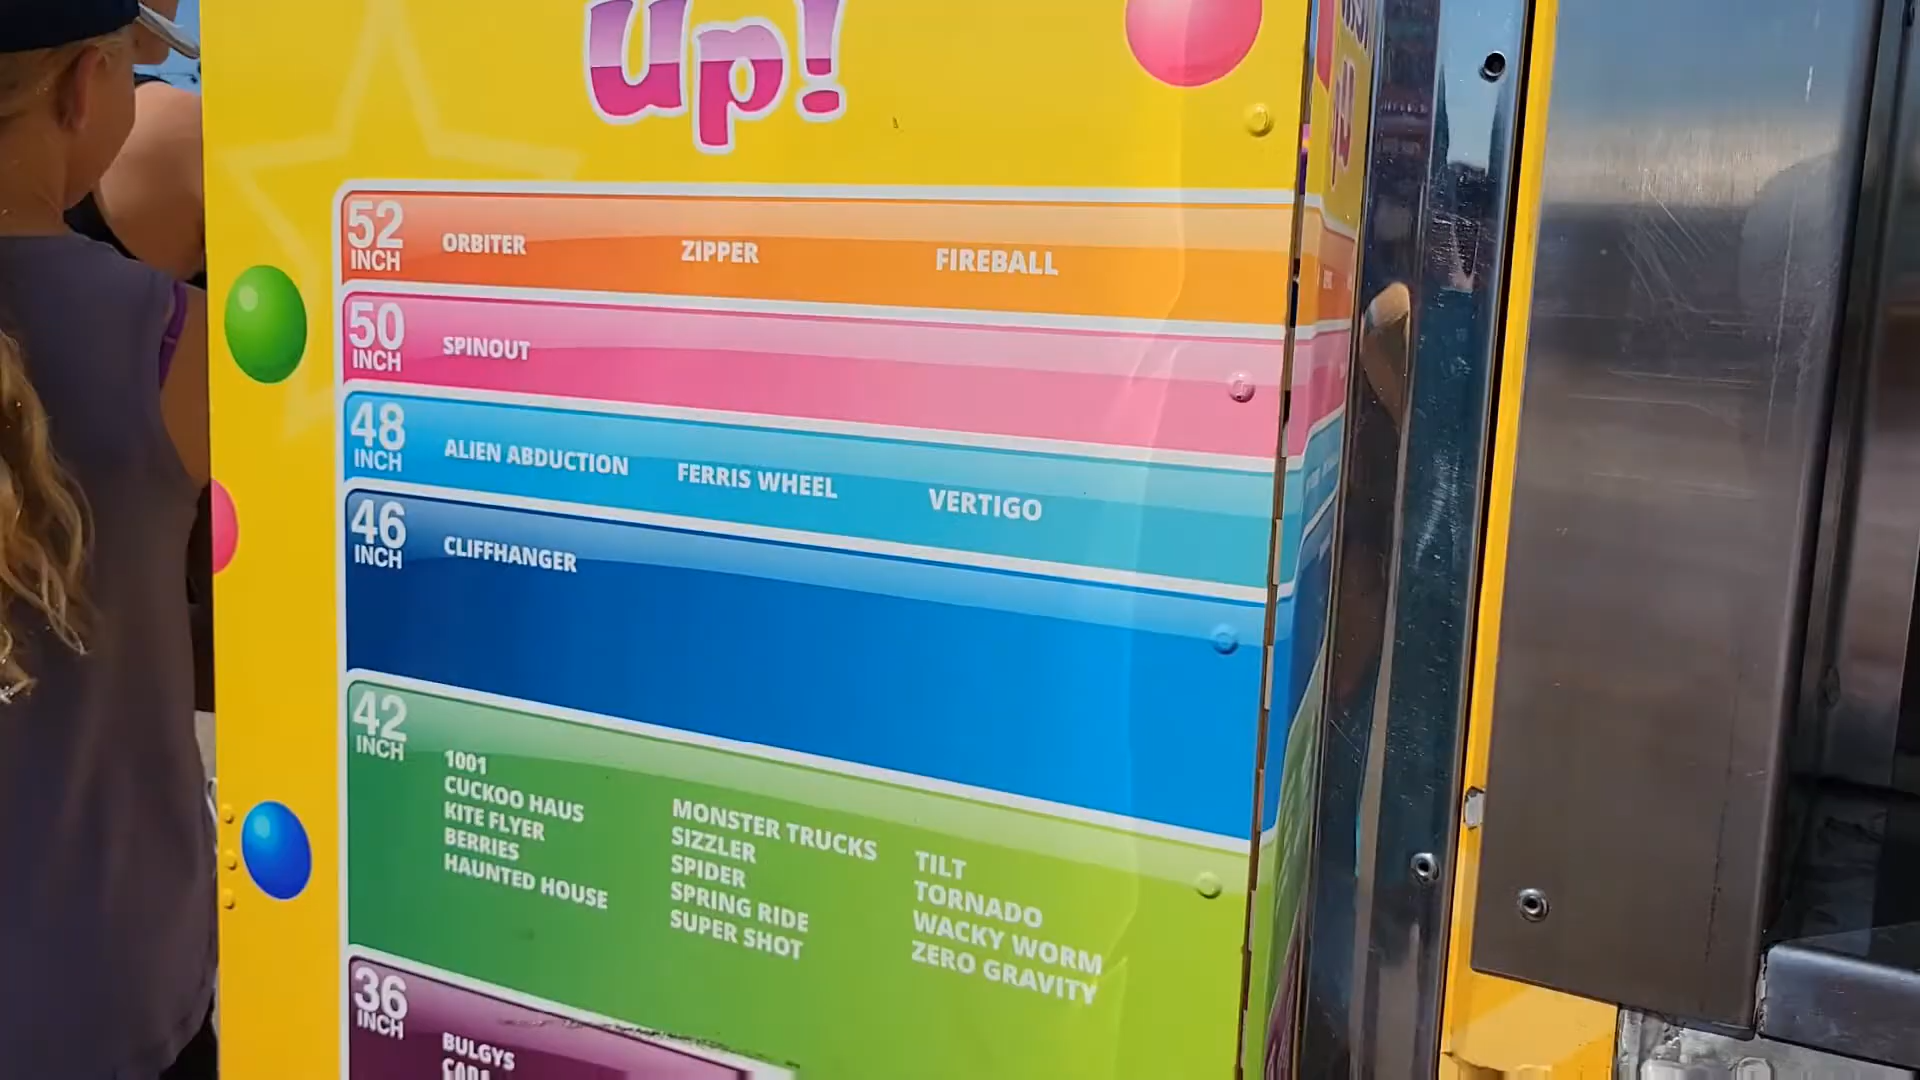 Up!
52 INCH
ORBITER ZIPPER FIREBALL
50 INCH
SPINOUT
48 INCH
ALIEN ABDUCTION FERRIS WHEEL VERTIGO
46 INCH
CLIFFHANGER
42 INCH
1001
CUCKOO HAUS
KITE FLYER
BERRIES
HAUNTED HOUSE
MONSTER TRUCKS
SIZZLER
SPIDER
SPRING RIDE
SUPER SHOT
TILT
TORNADO
WACKY WORM
ZERO GRAVITY
36 INCH
BULGYS